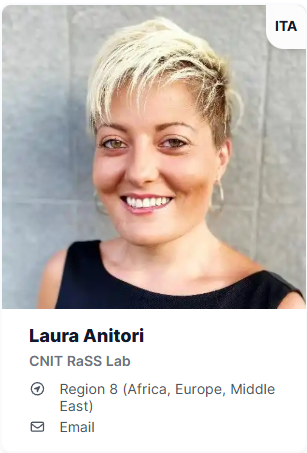 ITA
Laura Anitori
CNIT RaSS Lab
Region 8 (Africa, Europe, Middle
East)
Email